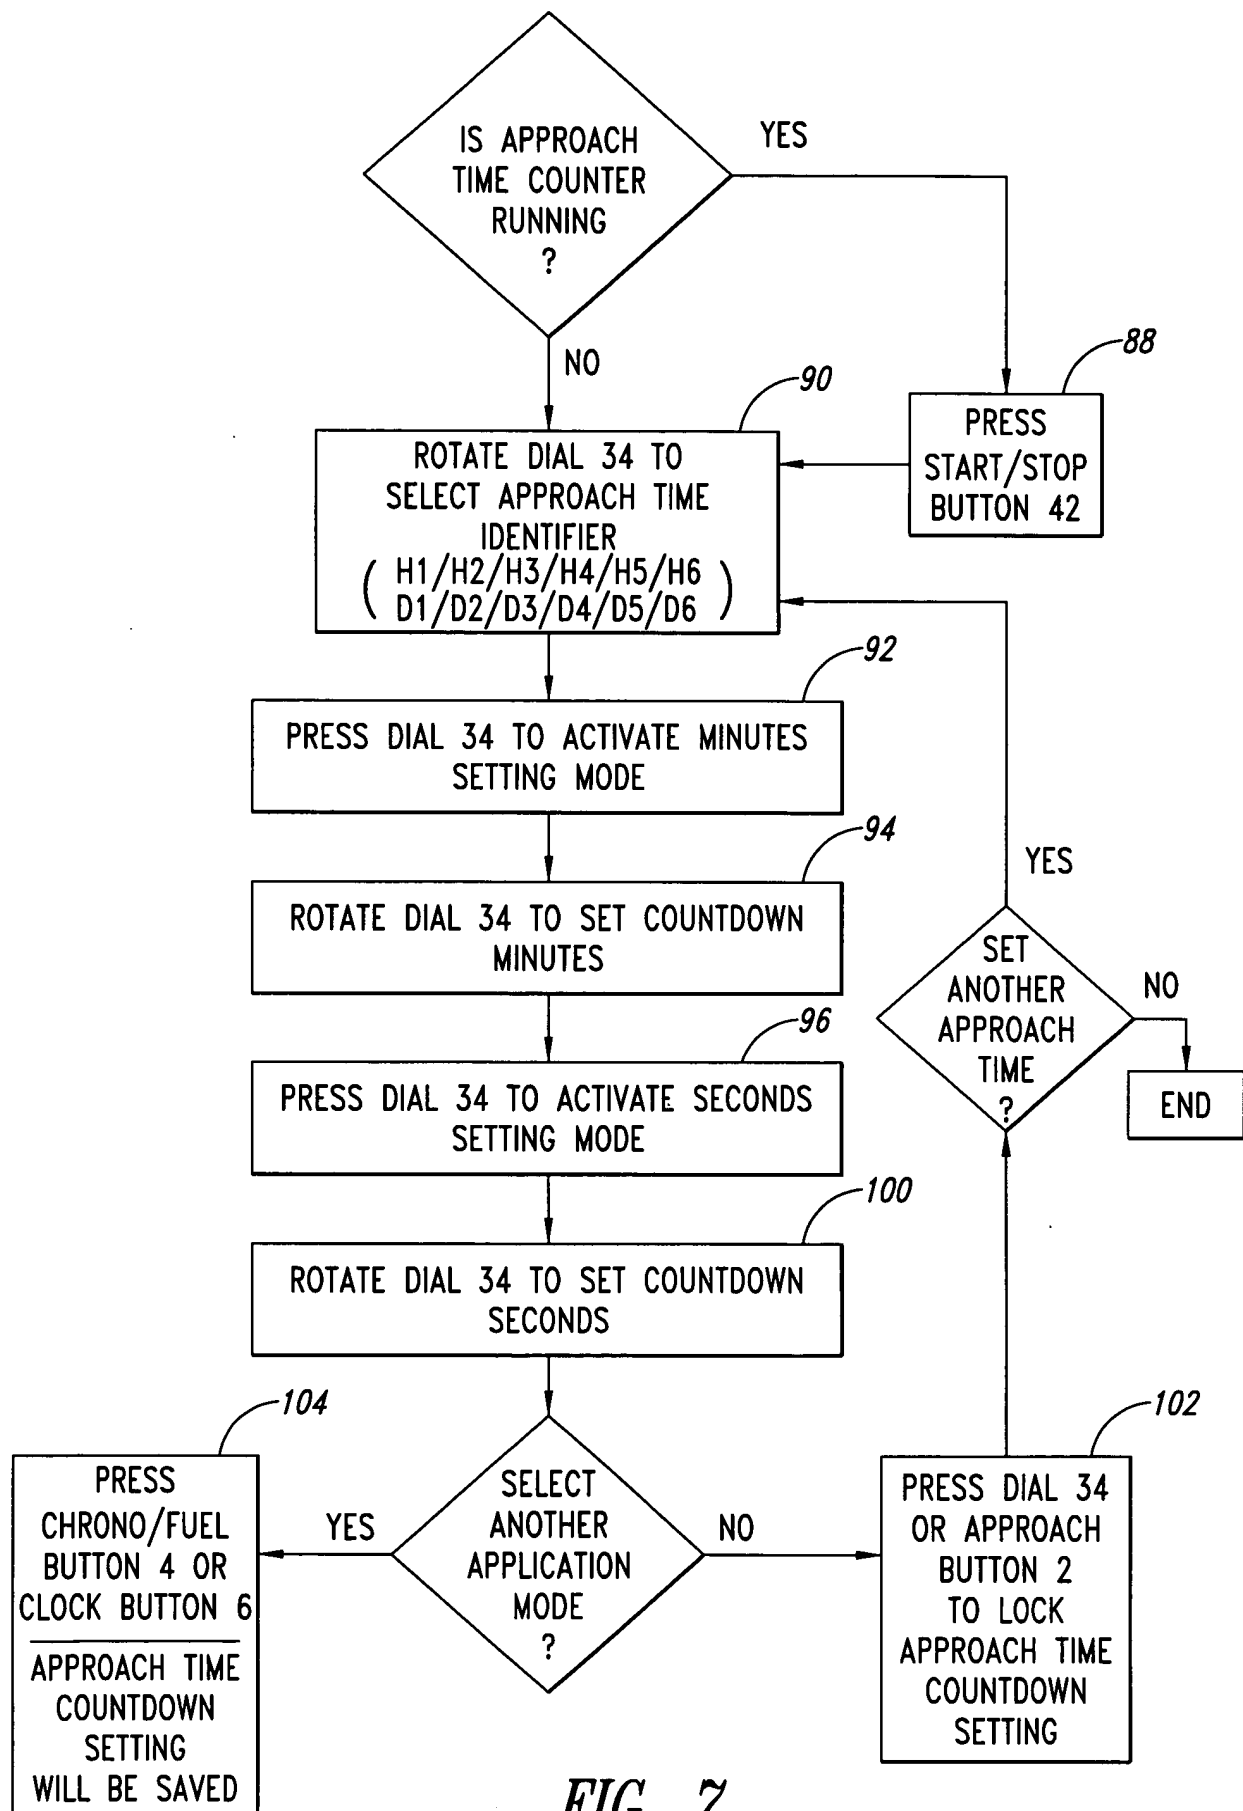 IS APPROACH
TIME COUNTER
RUNNING
?
YES
NO
88
PRESS
START/STOP
BUTTON 42
90
ROTATE DIAL 34 TO
SELECT APPROACH TIME
IDENTIFIER
( H1/H2/H3/H4/H5/H6
D1/D2/D3/D4/D5/D6 )
92
PRESS DIAL 34 TO ACTIVATE MINUTES
SETTING MODE
94
ROTATE DIAL 34 TO SET COUNTDOWN
MINUTES
96
PRESS DIAL 34 TO ACTIVATE SECONDS
SETTING MODE
100
ROTATE DIAL 34 TO SET COUNTDOWN
SECONDS
SELECT
ANOTHER
APPLICATION
MODE
?
YES
NO
104
PRESS
CHRONO/FUEL
BUTTON 4 OR
CLOCK BUTTON 6
APPROACH TIME
COUNTDOWN
SETTING
WILL BE SAVED
102
PRESS DIAL 34
OR APPROACH
BUTTON 2
TO LOCK
APPROACH TIME
COUNTDOWN
SETTING
SET
ANOTHER
APPROACH
TIME
?
YES
NO
END
FIG. 7